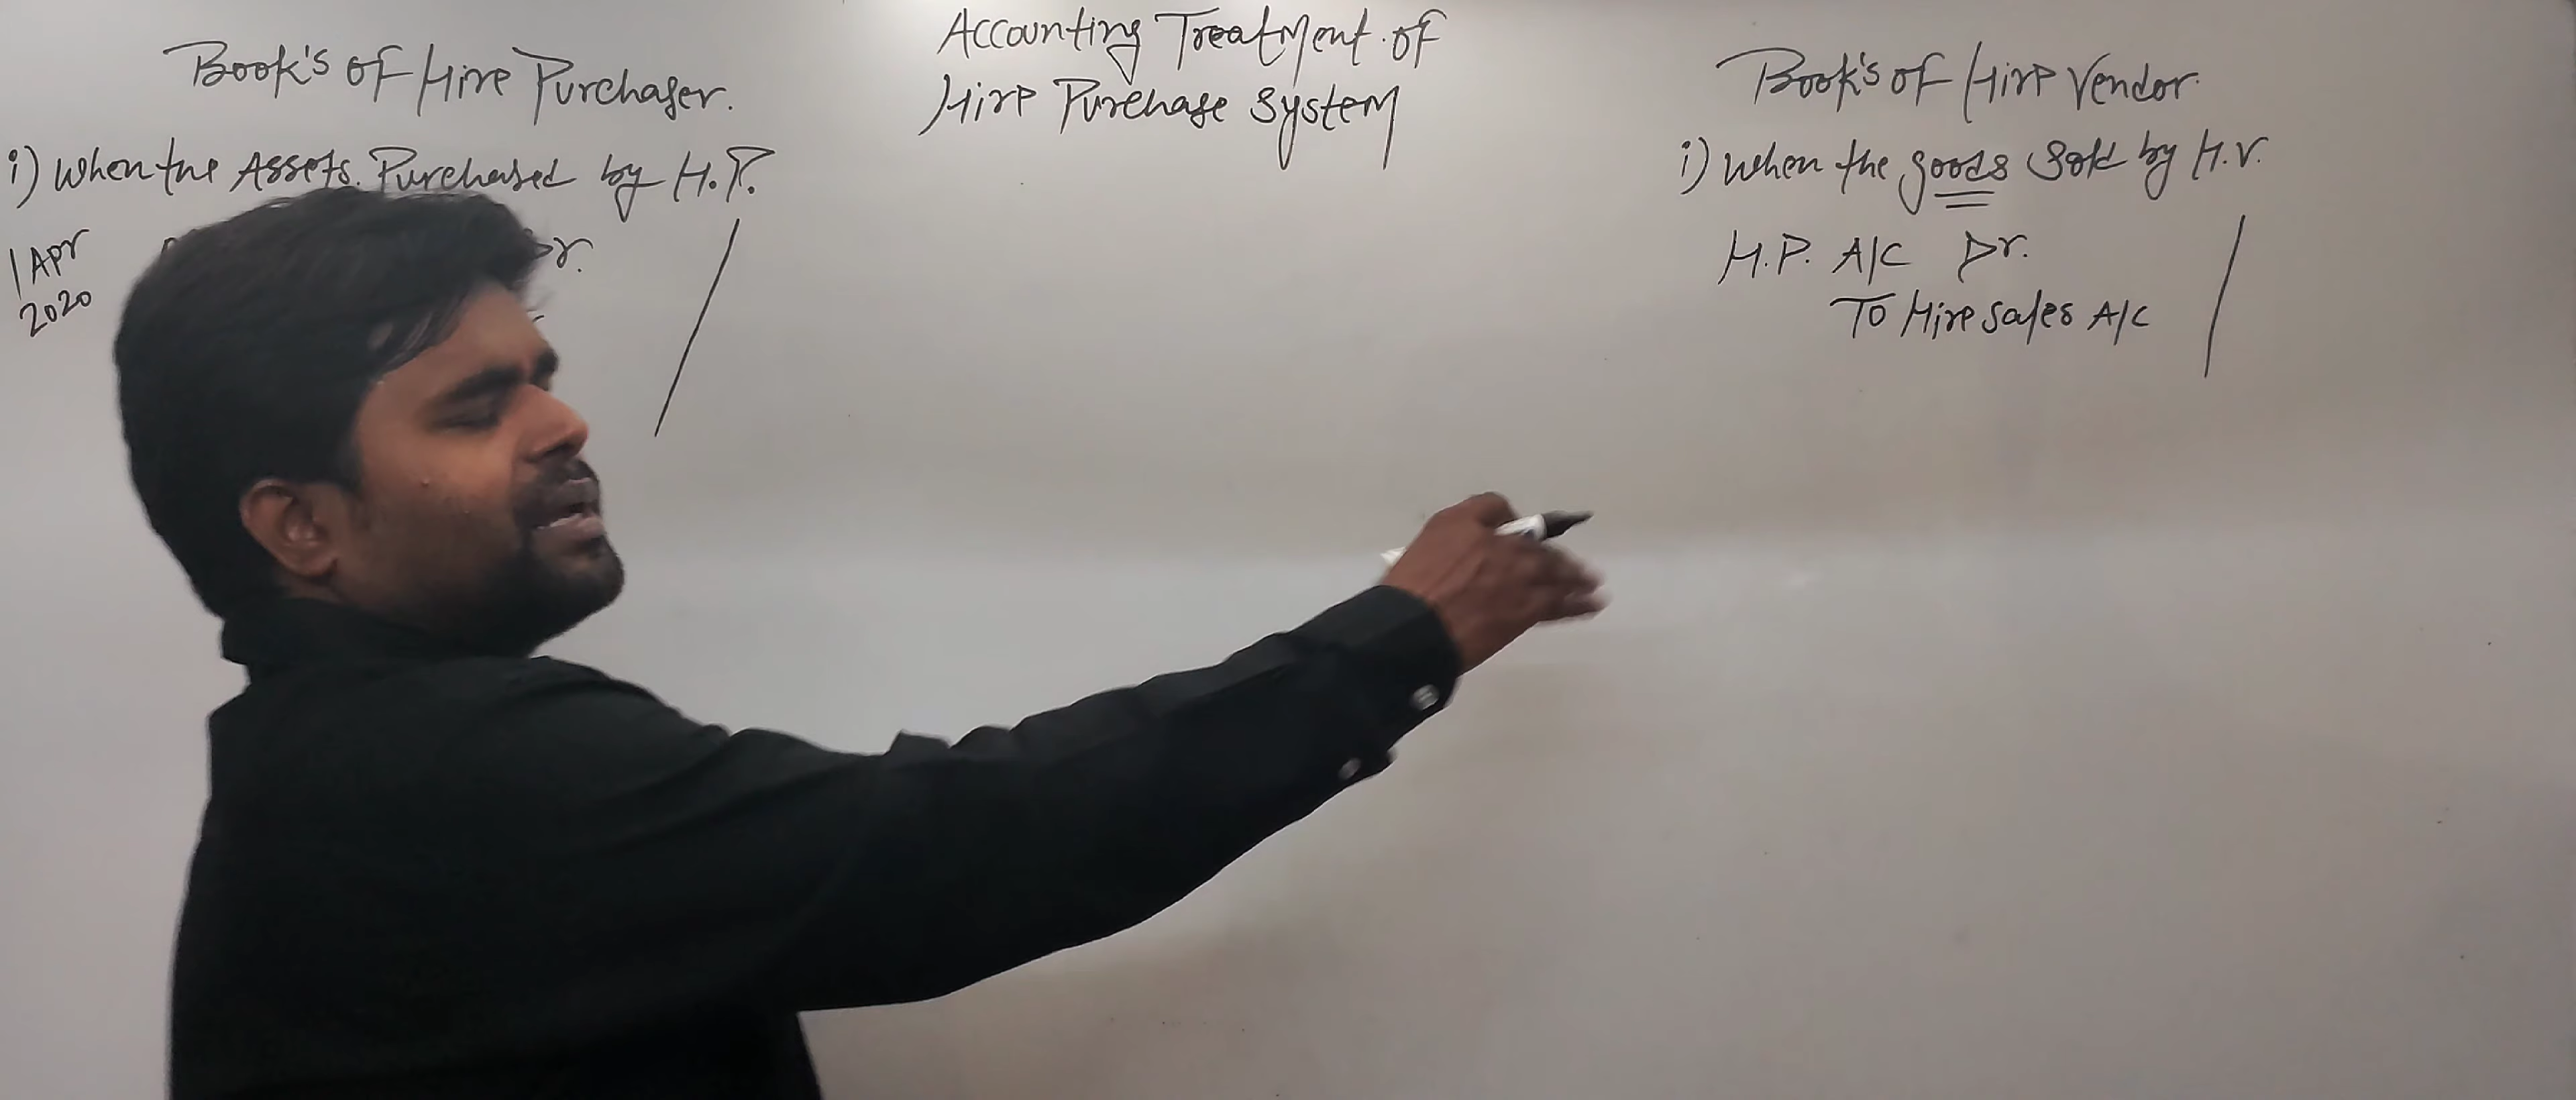 Accounting Treatment of
Hire Purchase System
Book's of Hire Purchaser.
i) When the Assets. Purchased by H.P.
1 Apr
2020
Dr.
Book's of Hire Vendor.
i) When the goods Sold by H.V.
H.P. A/C Dr.
To Hire Sales A/C